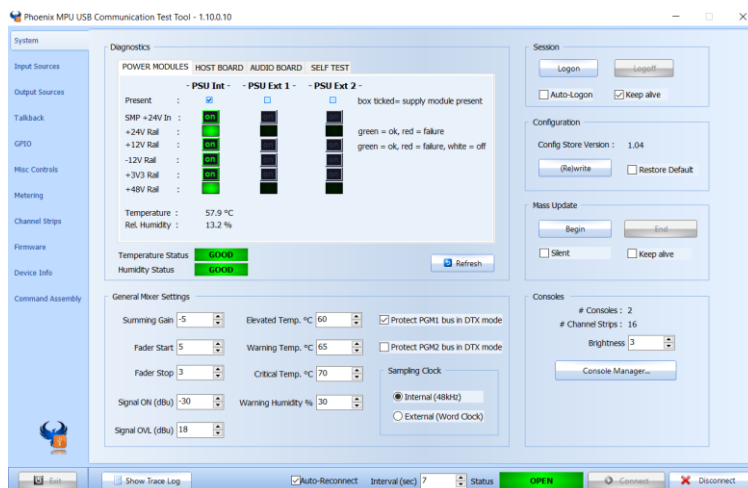 Phoenix MPU USB Communication Test Tool - 1.10.0.10
System
Input Sources
Output Sources
Talkback
GPIO
Misc Controls
Metering
Channel Strips
Firmware
Device Info
Command Assembly
Diagnostics
POWER MODULES HOST BOARD AUDIO BOARD SELF TEST
- PSU Int - - PSU Ext 1 - - PSU Ext 2 -
Present : box ticked= supply module present
SMP +24V In : on
+24V Rail : green = ok, red = failure
+12V Rail : on green = ok, red = failure, white = off
-12V Rail : on
+3V3 Rail : on
+48V Rail :
Temperature : 57.9 °C
Rel. Humidity : 13.2 %
Temperature Status GOOD
Humidity Status GOOD
Refresh
General Mixer Settings
Summing Gain -5 Elevated Temp. °C 60 Protect PGM1 bus in DTX mode
Fader Start 5 Warning Temp. °C 65 Protect PGM2 bus in DTX mode
Fader Stop 3 Critical Temp. °C 70 Sampling Clock
Signal ON (dBu) -30 Warning Humidity % 30 Internal (48kHz)
External (Word Clock)
Signal OVL (dBu) 18
Session
Logon Logoff
Auto-Logon Keep alive
Configuration
Config Store Version : 1.04
(Re)write Restore Default
Mass Update
Begin End
Silent Keep alive
Consoles
# Consoles : 2
# Channel Strips : 16
Brightness 3
Console Manager...
Exit Show Trace Log Auto-Reconnect Interval (sec) 7 Status OPEN Connect Disconnect